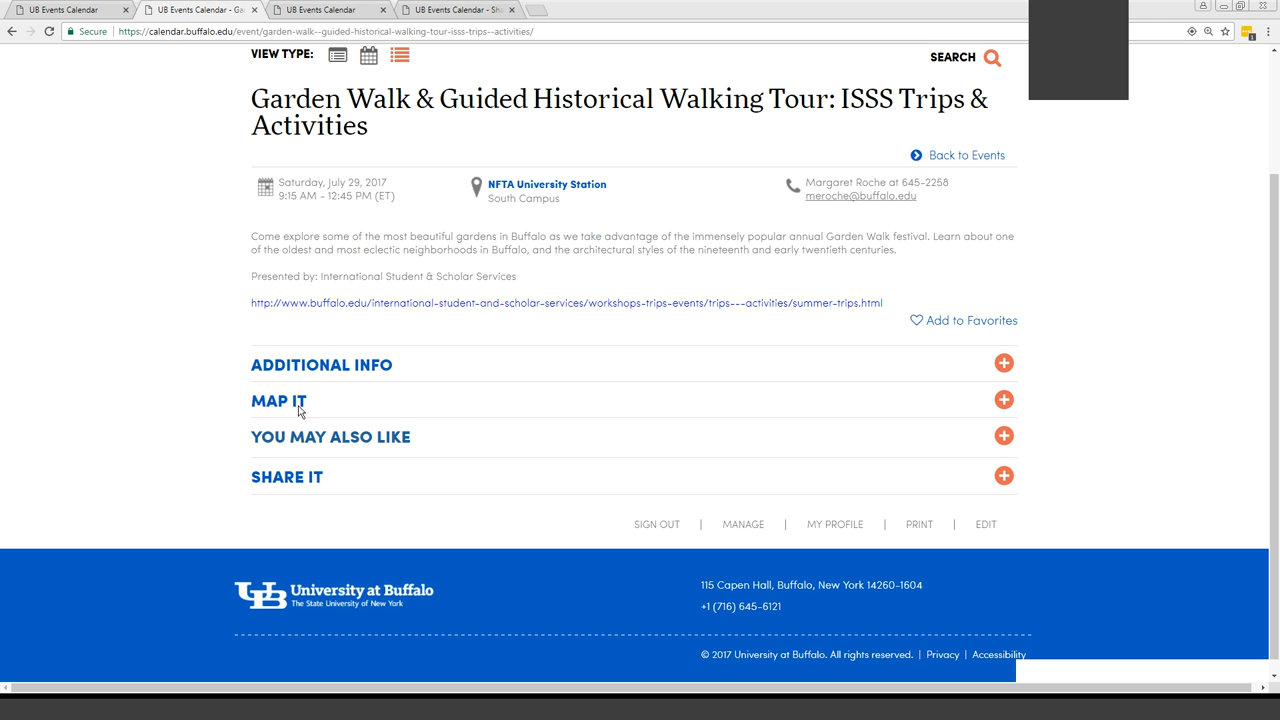 UB Events Calendar
UB Events Calendar - Ga
UB Events Calendar
UB Events Calendar - Sh
Secure
https://calendar.buffalo.edu/event/garden-walk--guided-historical-walking-tour-isss-trips--activities/
VIEW TYPE:
SEARCH
Garden Walk & Guided Historical Walking Tour: ISSS Trips &
Activities
Back to Events
Saturday, July 29, 2017
9:15 AM - 12:45 PM (ET)
NFTA University Station
South Campus
Margaret Roche at 645-2258
meroche@buffalo.edu
Come explore some of the most beautiful gardens in Buffalo as we take advantage of the immensely popular annual Garden Walk festival. Learn about one
of the oldest and most eclectic neighborhoods in Buffalo, and the architectural styles of the nineteenth and early twentieth centuries.
Presented by: International Student & Scholar Services
http://www.buffalo.edu/international-student-and-scholar-services/workshops-trips-events/trips---activities/summer-trips.html
Add to Favorites
ADDITIONAL INFO
MAP IT
YOU MAY ALSO LIKE
SHARE IT
SIGN OUT | MANAGE | MY PROFILE | PRINT | EDIT
University at Buffalo
The State University of New York
115 Capen Hall, Buffalo, New York 14260-1604
+1 (716) 645-6121
© 2017 University at Buffalo. All rights reserved. | Privacy | Accessibility